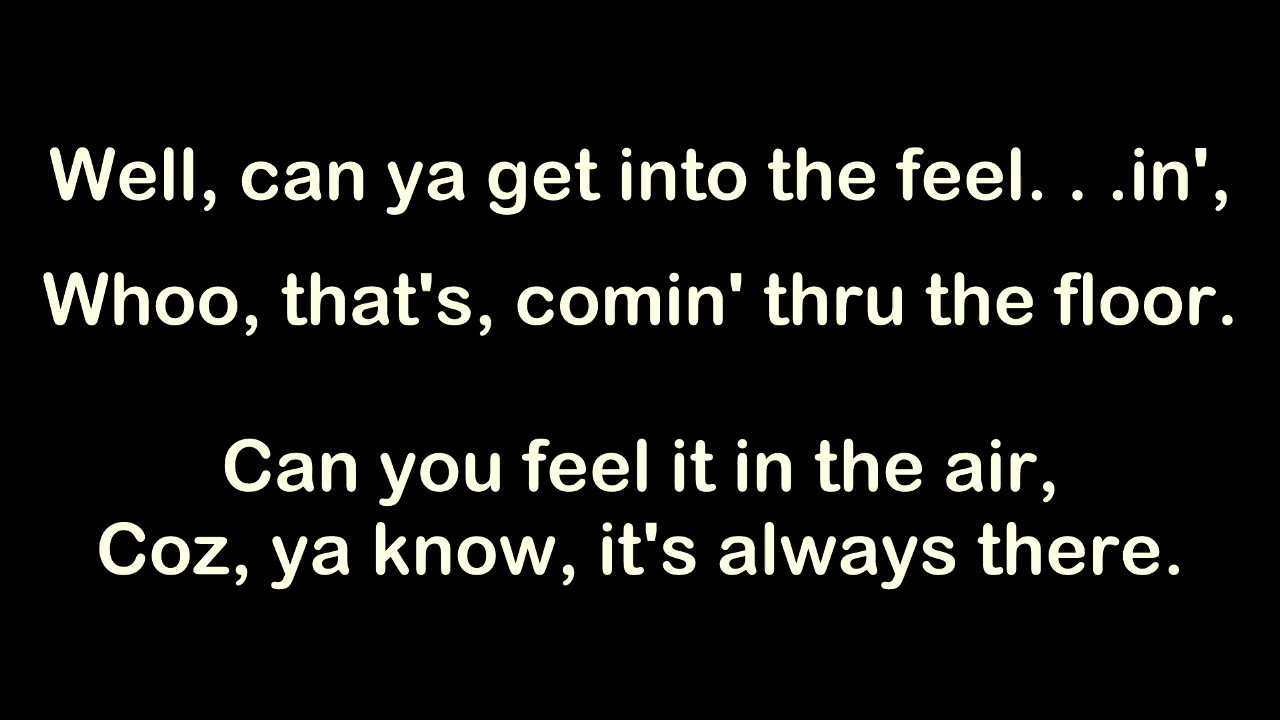 Well, can ya get into the feel. . .in',
Whoo, that's, comin' thru the floor.
Can you feel it in the air,
Coz, ya know, it's always there.